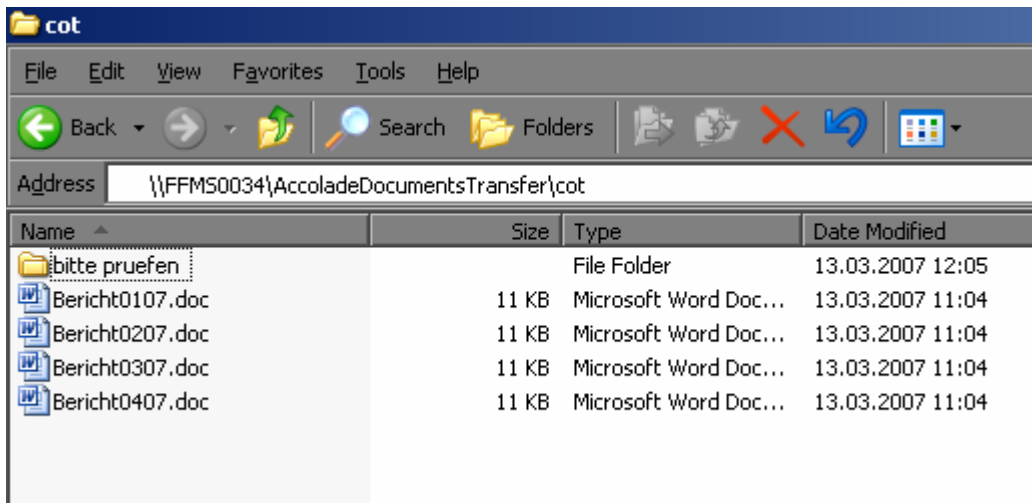 cot
File Edit View Favorites Tools Help
Back Search Folders
Address \\FFMS0034\AccoladeDocumentsTransfer\cot
Name Size Type Date Modified
bitte pruefen File Folder 13.03.2007 12:05
Bericht0107.doc 11 KB Microsoft Word Doc... 13.03.2007 11:04
Bericht0207.doc 11 KB Microsoft Word Doc... 13.03.2007 11:04
Bericht0307.doc 11 KB Microsoft Word Doc... 13.03.2007 11:04
Bericht0407.doc 11 KB Microsoft Word Doc... 13.03.2007 11:04